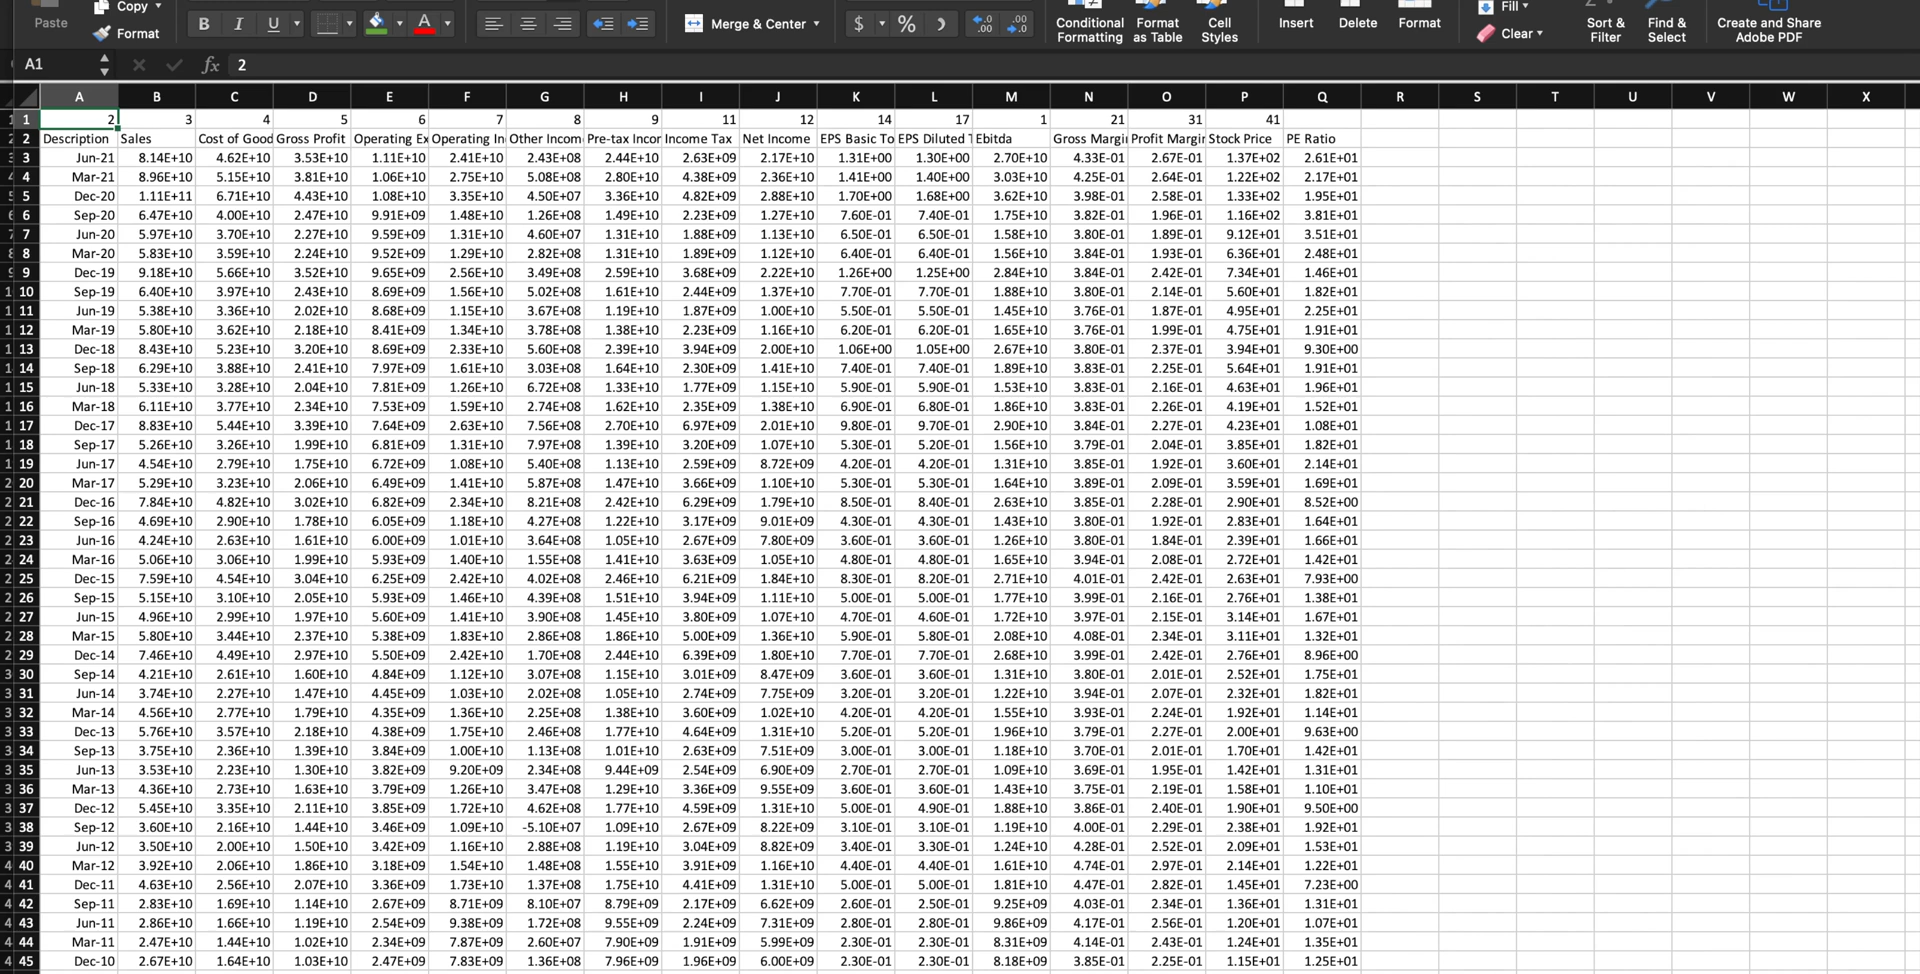 Copy
Fill
Paste
Format
B I U A
Merge & Center
$ % )
.0 .00
.00 .0
Conditional Formatting
Format as Table
Cell Styles
Insert
Delete
Format
Clear
Sort & Filter
Find & Select
Create and Share Adobe PDF
A1 fx 2
A B C D E F G H I J K L M N O P Q R S T U V W X
1 2 3 4 5 6 7 8 9 11 12 14 17 1 21 31 41
2 Description Sales Cost of Good Gross Profit Operating Ex Operating In Other Incom Pre-tax Incor Income Tax Net Income EPS Basic To EPS Diluted T Ebitda Gross Margi Profit Margir Stock Price PE Ratio
3 Jun-21 8.14E+10 4.62E+10 3.53E+10 1.11E+10 2.41E+10 2.43E+08 2.44E+10 2.63E+09 2.17E+10 1.31E+00 1.30E+00 2.70E+10 4.33E-01 2.67E-01 1.37E+02 2.61E+01
4 Mar-21 8.96E+10 5.15E+10 3.81E+10 1.06E+10 2.75E+10 5.08E+08 2.80E+10 4.38E+09 2.36E+10 1.41E+00 1.40E+00 3.03E+10 4.25E-01 2.64E-01 1.22E+02 2.17E+01
5 Dec-20 1.11E+11 6.71E+10 4.43E+10 1.08E+10 3.35E+10 4.50E+07 3.36E+10 4.82E+09 2.88E+10 1.70E+00 1.68E+00 3.62E+10 3.98E-01 2.58E-01 1.33E+02 1.95E+01
6 Sep-20 6.47E+10 4.00E+10 2.47E+10 9.91E+09 1.48E+10 1.26E+08 1.49E+10 2.23E+09 1.27E+10 7.60E-01 7.40E-01 1.75E+10 3.82E-01 1.96E-01 1.16E+02 3.81E+01
7 Jun-20 5.97E+10 3.70E+10 2.27E+10 9.59E+09 1.31E+10 4.60E+07 1.31E+10 1.88E+09 1.13E+10 6.50E-01 6.50E-01 1.58E+10 3.80E-01 1.89E-01 9.12E+01 3.51E+01
8 Mar-20 5.83E+10 3.59E+10 2.24E+10 9.52E+09 1.29E+10 2.82E+08 1.31E+10 1.89E+09 1.12E+10 6.40E-01 6.40E-01 1.56E+10 3.84E-01 1.93E-01 6.36E+01 2.48E+01
9 Dec-19 9.18E+10 5.66E+10 3.52E+10 9.65E+09 2.56E+10 3.49E+08 2.59E+10 3.68E+09 2.22E+10 1.26E+00 1.25E+00 2.84E+10 3.84E-01 2.42E-01 7.34E+01 1.46E+01
10 Sep-19 6.40E+10 3.97E+10 2.43E+10 8.69E+09 1.56E+10 5.02E+08 1.61E+10 2.44E+09 1.37E+10 7.70E-01 7.70E-01 1.88E+10 3.80E-01 2.14E-01 5.60E+01 1.82E+01
11 Jun-19 5.38E+10 3.36E+10 2.02E+10 8.68E+09 1.15E+10 3.67E+08 1.19E+10 1.87E+09 1.00E+10 5.50E-01 5.50E-01 1.45E+10 3.76E-01 1.87E-01 4.95E+01 2.25E+01
12 Mar-19 5.80E+10 3.62E+10 2.18E+10 8.41E+09 1.34E+10 3.78E+08 1.38E+10 2.23E+09 1.16E+10 6.20E-01 6.20E-01 1.65E+10 3.76E-01 1.99E-01 4.75E+01 1.91E+01
13 Dec-18 8.43E+10 5.23E+10 3.20E+10 8.69E+09 2.33E+10 5.60E+08 2.39E+10 3.94E+09 2.00E+10 1.06E+00 1.05E+00 2.67E+10 3.80E-01 2.37E-01 3.94E+01 9.30E+00
14 Sep-18 6.29E+10 3.88E+10 2.41E+10 7.97E+09 1.61E+10 3.03E+08 1.64E+10 2.30E+09 1.41E+10 7.40E-01 7.40E-01 1.89E+10 3.83E-01 2.25E-01 5.64E+01 1.91E+01
15 Jun-18 5.33E+10 3.28E+10 2.04E+10 7.81E+09 1.26E+10 6.72E+08 1.33E+10 1.77E+09 1.15E+10 5.90E-01 5.90E-01 1.53E+10 3.83E-01 2.16E-01 4.63E+01 1.96E+01
16 Mar-18 6.11E+10 3.77E+10 2.34E+10 7.53E+09 1.59E+10 2.74E+08 1.62E+10 2.35E+09 1.38E+10 6.90E-01 6.80E-01 1.86E+10 3.83E-01 2.26E-01 4.19E+01 1.52E+01
17 Dec-17 8.83E+10 5.44E+10 3.39E+10 7.64E+09 2.63E+10 7.56E+08 2.70E+10 6.97E+09 2.01E+10 9.80E-01 9.70E-01 2.90E+10 3.84E-01 2.27E-01 4.23E+01 1.08E+01
18 Sep-17 5.26E+10 3.26E+10 1.99E+10 6.81E+09 1.31E+10 7.97E+08 1.39E+10 3.20E+09 1.07E+10 5.30E-01 5.20E-01 1.56E+10 3.79E-01 2.04E-01 3.85E+01 1.82E+01
19 Jun-17 4.54E+10 2.79E+10 1.75E+10 6.72E+09 1.08E+10 5.40E+08 1.13E+10 2.59E+09 8.72E+09 4.20E-01 4.20E-01 1.31E+10 3.85E-01 1.92E-01 3.60E+01 2.14E+01
20 Mar-17 5.29E+10 3.23E+10 2.06E+10 6.49E+09 1.41E+10 5.87E+08 1.47E+10 3.66E+09 1.10E+10 5.30E-01 5.30E-01 1.64E+10 3.89E-01 2.09E-01 3.59E+01 1.69E+01
21 Dec-16 7.84E+10 4.82E+10 3.02E+10 6.82E+09 2.34E+10 8.21E+08 2.42E+10 6.29E+09 1.79E+10 8.50E-01 8.40E-01 2.63E+10 3.85E-01 2.28E-01 2.90E+01 8.52E+00
22 Sep-16 4.69E+10 2.90E+10 1.78E+10 6.05E+09 1.18E+10 4.27E+08 1.22E+10 3.17E+09 9.01E+09 4.30E-01 4.30E-01 1.43E+10 3.80E-01 1.92E-01 2.83E+01 1.64E+01
23 Jun-16 4.24E+10 2.63E+10 1.61E+10 6.00E+09 1.01E+10 3.64E+08 1.05E+10 2.67E+09 7.80E+09 3.60E-01 3.60E-01 1.26E+10 3.80E-01 1.84E-01 2.39E+01 1.66E+01
24 Mar-16 5.06E+10 3.06E+10 1.99E+10 5.93E+09 1.40E+10 1.55E+08 1.41E+10 3.63E+09 1.05E+10 4.80E-01 4.80E-01 1.65E+10 3.94E-01 2.08E-01 2.72E+01 1.42E+01
25 Dec-15 7.59E+10 4.54E+10 3.04E+10 6.25E+09 2.42E+10 4.02E+08 2.46E+10 6.21E+09 1.84E+10 8.30E-01 8.20E-01 2.71E+10 4.01E-01 2.42E-01 2.63E+01 7.93E+00
26 Sep-15 5.15E+10 3.10E+10 2.05E+10 5.93E+09 1.46E+10 4.39E+08 1.51E+10 3.94E+09 1.11E+10 5.00E-01 5.00E-01 1.77E+10 3.99E-01 2.16E-01 2.76E+01 1.38E+01
27 Jun-15 4.96E+10 2.99E+10 1.97E+10 5.60E+09 1.41E+10 3.90E+08 1.45E+10 3.80E+09 1.07E+10 4.70E-01 4.60E-01 1.72E+10 3.97E-01 2.15E-01 3.14E+01 1.67E+01
28 Mar-15 5.80E+10 3.44E+10 2.37E+10 5.38E+09 1.83E+10 2.86E+08 1.86E+10 5.00E+09 1.36E+10 5.90E-01 5.80E-01 2.08E+10 4.08E-01 2.34E-01 3.11E+01 1.32E+01
29 Dec-14 7.46E+10 4.49E+10 2.97E+10 5.50E+09 2.42E+10 1.70E+08 2.44E+10 6.39E+09 1.80E+10 7.70E-01 7.70E-01 2.68E+10 3.99E-01 2.42E-01 2.76E+01 8.96E+00
30 Sep-14 4.21E+10 2.61E+10 1.60E+10 4.84E+09 1.12E+10 3.07E+08 1.15E+10 3.01E+09 8.47E+09 3.60E-01 3.60E-01 1.31E+10 3.80E-01 2.01E-01 2.52E+01 1.75E+01
31 Jun-14 3.74E+10 2.27E+10 1.47E+10 4.45E+09 1.03E+10 2.02E+08 1.05E+10 2.74E+09 7.75E+09 3.20E-01 3.20E-01 1.22E+10 3.94E-01 2.07E-01 2.32E+01 1.82E+01
32 Mar-14 4.56E+10 2.77E+10 1.79E+10 4.35E+09 1.36E+10 2.25E+08 1.38E+10 3.60E+09 1.02E+10 4.20E-01 4.20E-01 1.55E+10 3.93E-01 2.24E-01 1.92E+01 1.14E+01
33 Dec-13 5.76E+10 3.57E+10 2.18E+10 4.38E+09 1.75E+10 2.46E+08 1.77E+10 4.64E+09 1.31E+10 5.20E-01 5.20E-01 1.96E+10 3.79E-01 2.27E-01 2.00E+01 9.63E+00
34 Sep-13 3.75E+10 2.36E+10 1.39E+10 3.84E+09 1.00E+10 1.13E+08 1.01E+10 2.63E+09 7.51E+09 3.00E-01 3.00E-01 1.18E+10 3.70E-01 2.01E-01 1.70E+01 1.42E+01
35 Jun-13 3.53E+10 2.23E+10 1.30E+10 3.82E+09 9.20E+09 2.34E+08 9.44E+09 2.54E+09 6.90E+09 2.70E-01 2.70E-01 1.09E+10 3.69E-01 1.95E-01 1.42E+01 1.31E+01
36 Mar-13 4.36E+10 2.73E+10 1.63E+10 3.79E+09 1.26E+10 3.47E+08 1.29E+10 3.36E+09 9.55E+09 3.60E-01 3.60E-01 1.43E+10 3.75E-01 2.19E-01 1.58E+01 1.10E+01
37 Dec-12 5.45E+10 3.35E+10 2.11E+10 3.85E+09 1.72E+10 4.62E+08 1.77E+10 4.59E+09 1.31E+10 5.00E-01 4.90E-01 1.88E+10 3.86E-01 2.40E-01 1.90E+01 9.50E+00
38 Sep-12 3.60E+10 2.16E+10 1.44E+10 3.46E+09 1.09E+10 -5.10E+07 1.09E+10 2.67E+09 8.22E+09 3.10E-01 3.10E-01 1.19E+10 4.00E-01 2.29E-01 2.38E+01 1.92E+01
39 Jun-12 3.50E+10 2.00E+10 1.50E+10 3.42E+09 1.16E+10 2.88E+08 1.19E+10 3.04E+09 8.82E+09 3.40E-01 3.30E-01 1.24E+10 4.28E-01 2.52E-01 2.09E+01 1.53E+01
40 Mar-12 3.92E+10 2.06E+10 1.86E+10 3.18E+09 1.54E+10 1.48E+08 1.55E+10 3.91E+09 1.16E+10 4.40E-01 4.40E-01 1.61E+10 4.74E-01 2.97E-01 2.14E+01 1.22E+01
41 Dec-11 4.63E+10 2.56E+10 2.07E+10 3.36E+09 1.73E+10 1.37E+08 1.75E+10 4.41E+09 1.31E+10 5.00E-01 5.00E-01 1.81E+10 4.47E-01 2.82E-01 1.45E+01 7.23E+00
42 Sep-11 2.83E+10 1.69E+10 1.14E+10 2.67E+09 8.71E+09 8.10E+07 8.79E+09 2.17E+09 6.62E+09 2.60E-01 2.50E-01 9.25E+09 4.03E-01 2.34E-01 1.36E+01 1.31E+01
43 Jun-11 2.86E+10 1.66E+10 1.19E+10 2.54E+09 9.38E+09 1.72E+08 9.55E+09 2.24E+09 7.31E+09 2.80E-01 2.80E-01 9.86E+09 4.17E-01 2.56E-01 1.20E+01 1.07E+01
44 Mar-11 2.47E+10 1.44E+10 1.02E+10 2.34E+09 7.87E+09 2.60E+07 7.90E+09 1.91E+09 5.99E+09 2.30E-01 2.30E-01 8.31E+09 4.14E-01 2.43E-01 1.24E+01 1.35E+01
45 Dec-10 2.67E+10 1.64E+10 1.03E+10 2.47E+09 7.83E+09 1.36E+08 7.96E+09 1.96E+09 6.00E+09 2.30E-01 2.30E-01 8.18E+09 3.85E-01 2.25E-01 1.15E+01 1.25E+01